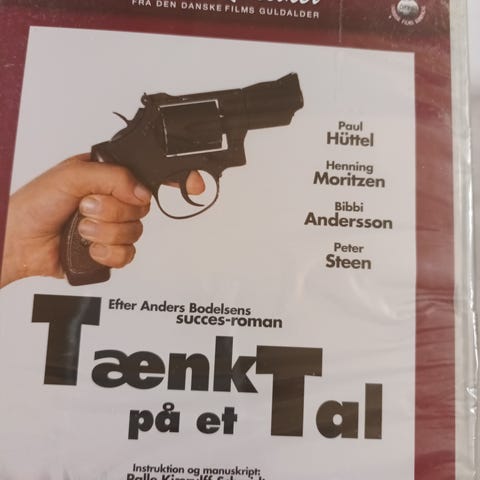 FRA DEN DANSKE FILMS GULDALDER
Paul
Hüttel
Henning
Moritzen
Bibbi
Andersson
Peter
Steen
Efter Anders Bodelsens
succes-roman
Tænk
på et Tal
Instruktion og manuskript:
Palle